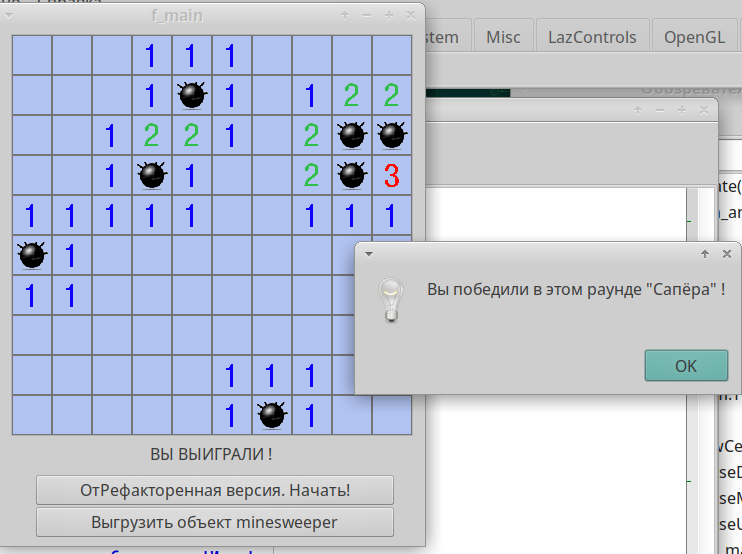 f_main
Misc
LazControls
OpenGL
1 1 1
1 1 1 2 2
1 2 2 1 2
1 1 2 3
1 1 1 1 1 1 1 1
1
1 1
1 1 1
1 1
Вы победили в этом раунде "Сапёра" !
OK
ВЫ ВЫИГРАЛИ !
ОтРефакторенная версия. Начать!
Выгрузить объект minesweeper